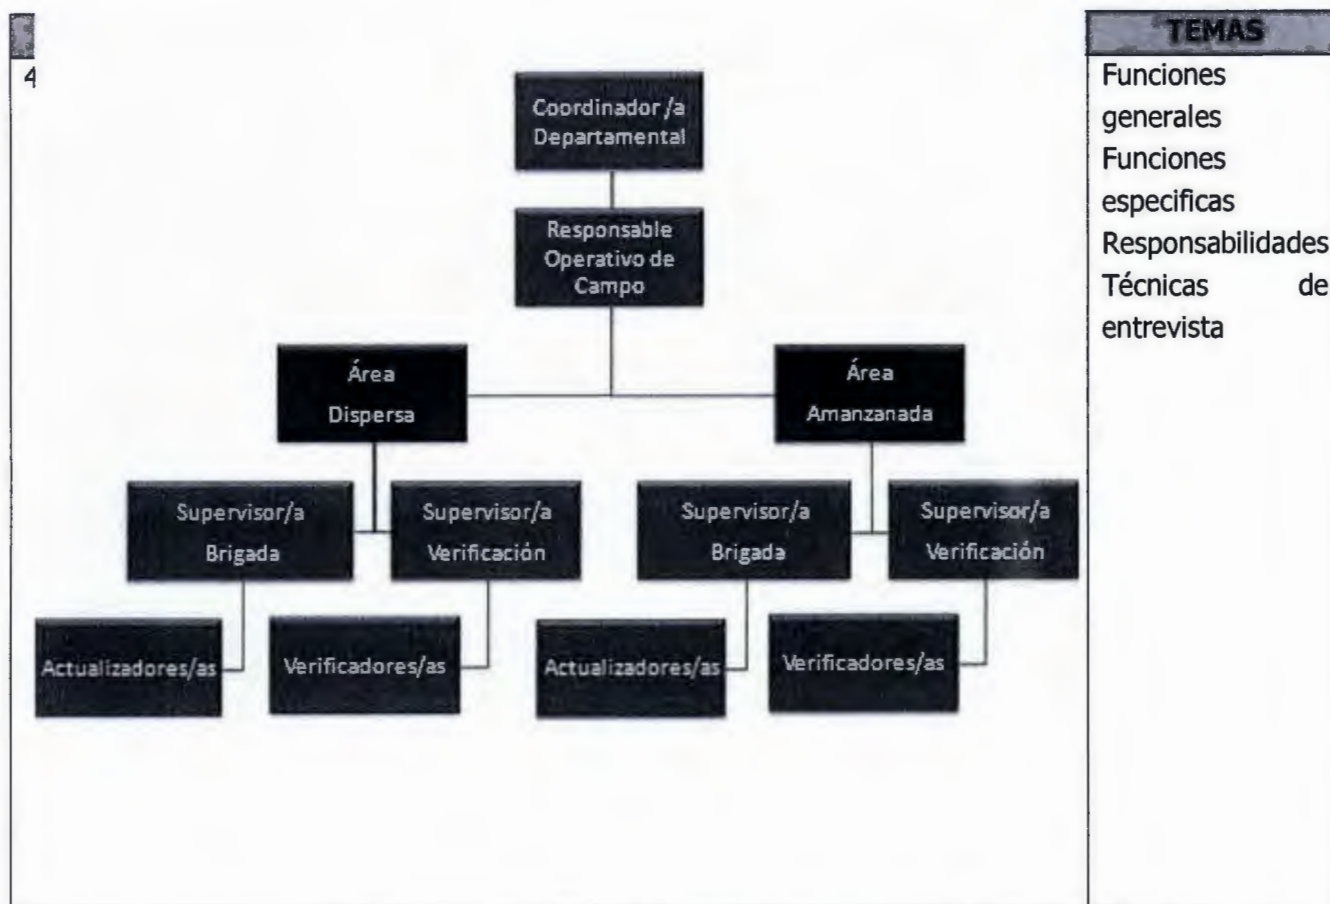 4
Coordinador /a
Departamental
Responsable
Operativo de
Campo
Área
Dispersa
Área
Amanzanada
Supervisor/a
Brigada
Supervisor/a
Verificación
Supervisor/a
Brigada
Supervisor/a
Verificación
Actualizadores/as
Verificadores/as
Actualizadores/as
Verificadores/as
TEMAS
Funciones
generales
Funciones
especificas
Responsabilidades
Técnicas de
entrevista